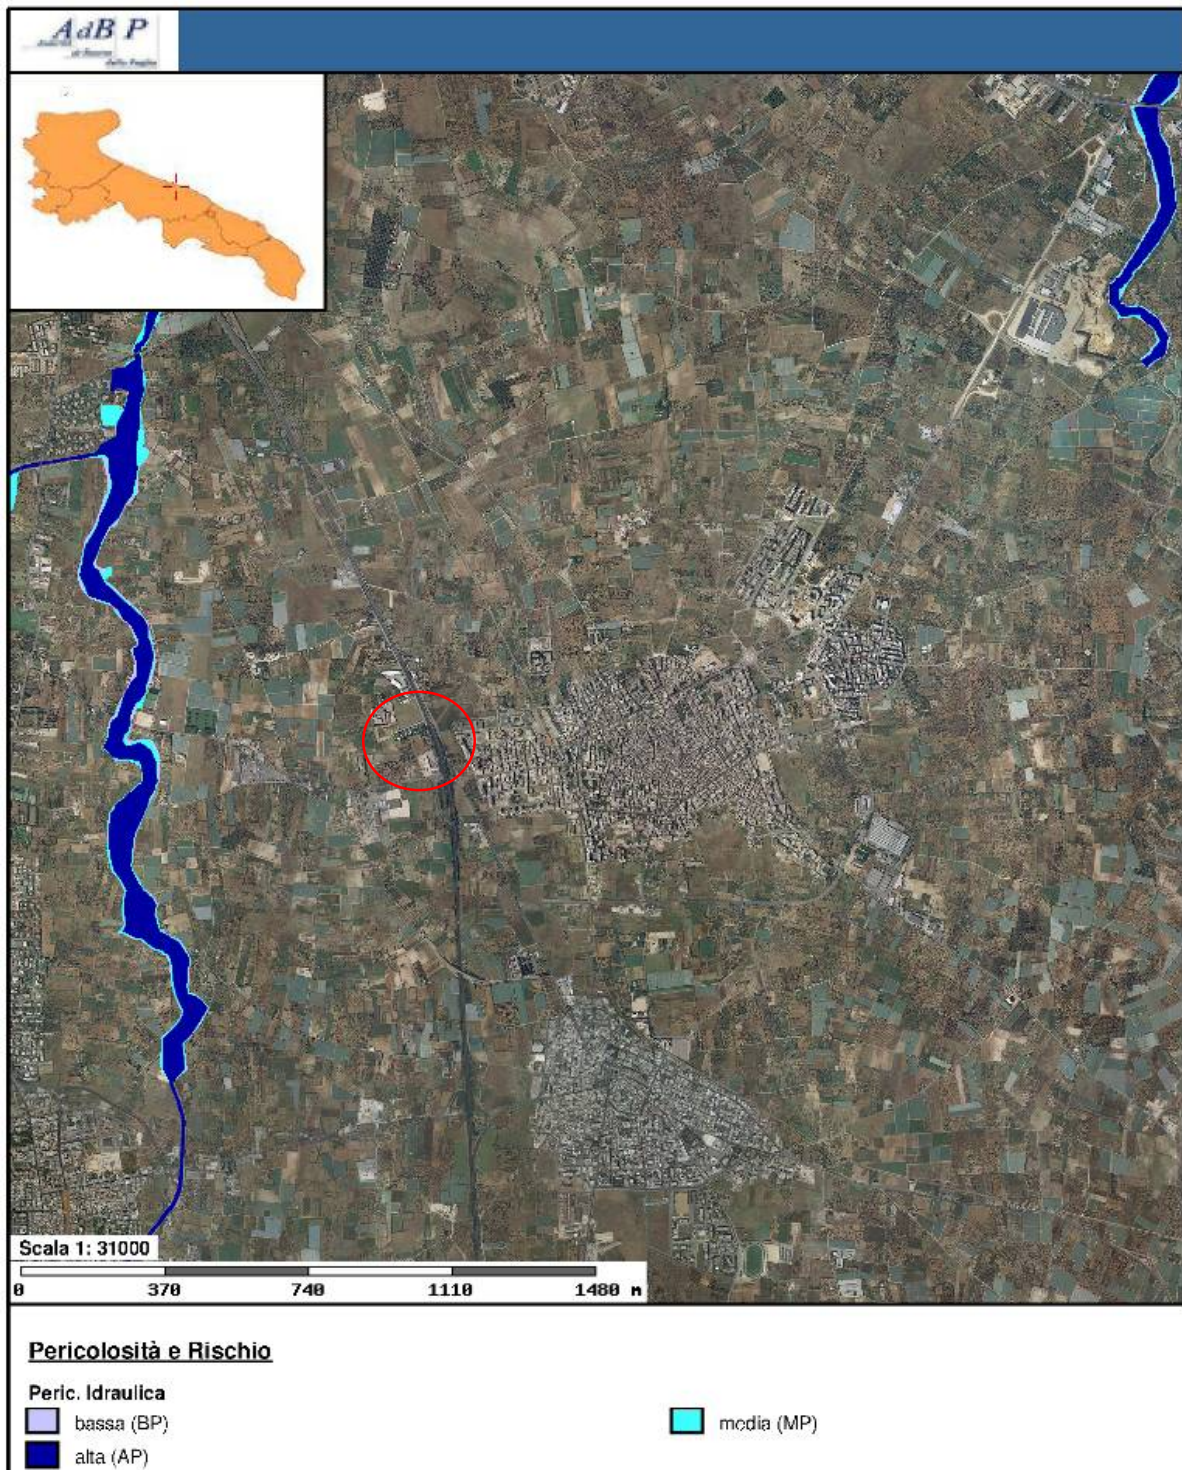 AdB P
Scala 1: 31000
0 370 740 1110 1480 m
Pericolosità e Rischio
Peric. Idraulica
bassa (BP)
media (MP)
alta (AP)